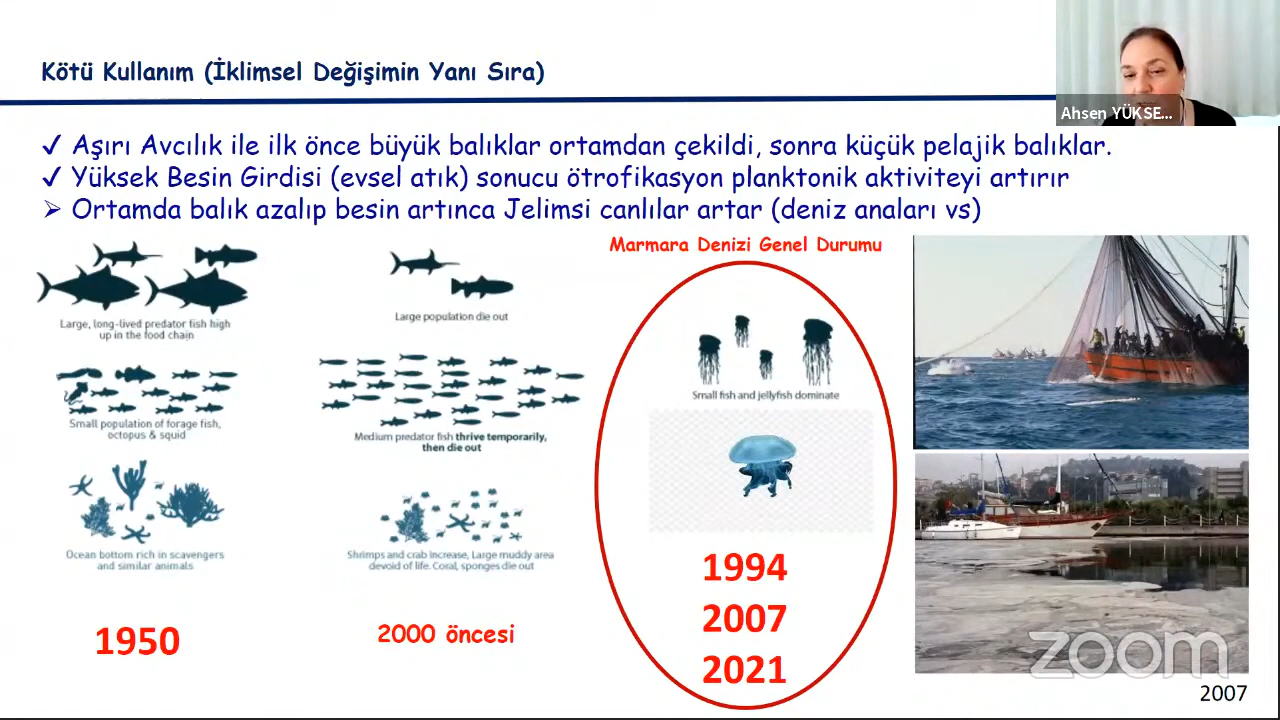 Kötü Kullanım (İklimsel Değişimin Yanı Sıra)
Ahsen YÜKSE...
✓ Aşırı Avcılık ile ilk önce büyük balıklar ortamdan çekildi, sonra küçük pelajik balıklar.
✓ Yüksek Besin Girdisi (evsel atık) sonucu ötrofikasyon planktonik aktiviteyi artırır
➢ Ortamda balık azalıp besin artınca Jelimsi canlılar artar (deniz anaları vs)
Large, long-lived predator fish high
up in the food chain
Small population of forage fish,
octopus & squid
Ocean bottom rich in scavengers
and similar animals
1950
Large population die out
Medium predator fish thrive temporarily,
then die out
Shrimps and crab increase, Large muddy area
devoid of life. Coral, sponges die out
2000 öncesi
Marmara Denizi Genel Durumu
Small fish and jellyfish dominate
1994
2007
2021
zoom
2007